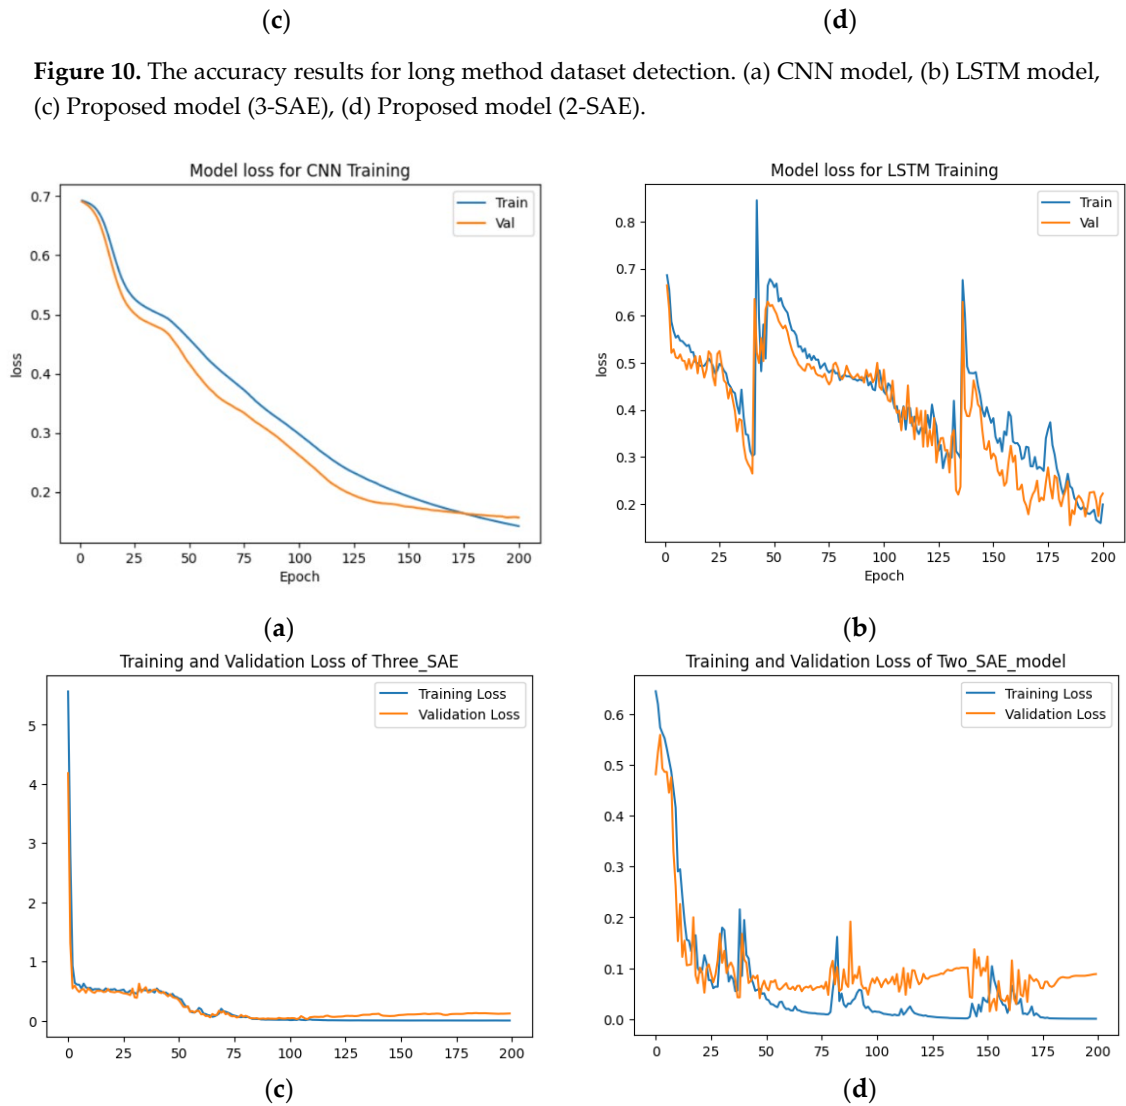 (c)
(d)
Figure 10. The accuracy results for long method dataset detection. (a) CNN model, (b) LSTM model,
(c) Proposed model (3-SAE), (d) Proposed model (2-SAE).
Model loss for CNN Training
Train
Val
0.7
0.6
0.5
0.4
0.3
0.2
loss
0
25
50
75
100
125
150
175
200
Epoch
(a)
Model loss for LSTM Training
Train
Val
0.8
0.7
0.6
0.5
0.4
0.3
0.2
loss
0
25
50
75
100
125
150
175
200
Epoch
(b)
Training and Validation Loss of Three_SAE
Training Loss
Validation Loss
5
4
3
2
1
0
0
25
50
75
100
125
150
175
200
(c)
Training and Validation Loss of Two_SAE_model
Training Loss
Validation Loss
0.6
0.5
0.4
0.3
0.2
0.1
0.0
0
25
50
75
100
125
150
175
200
(d)